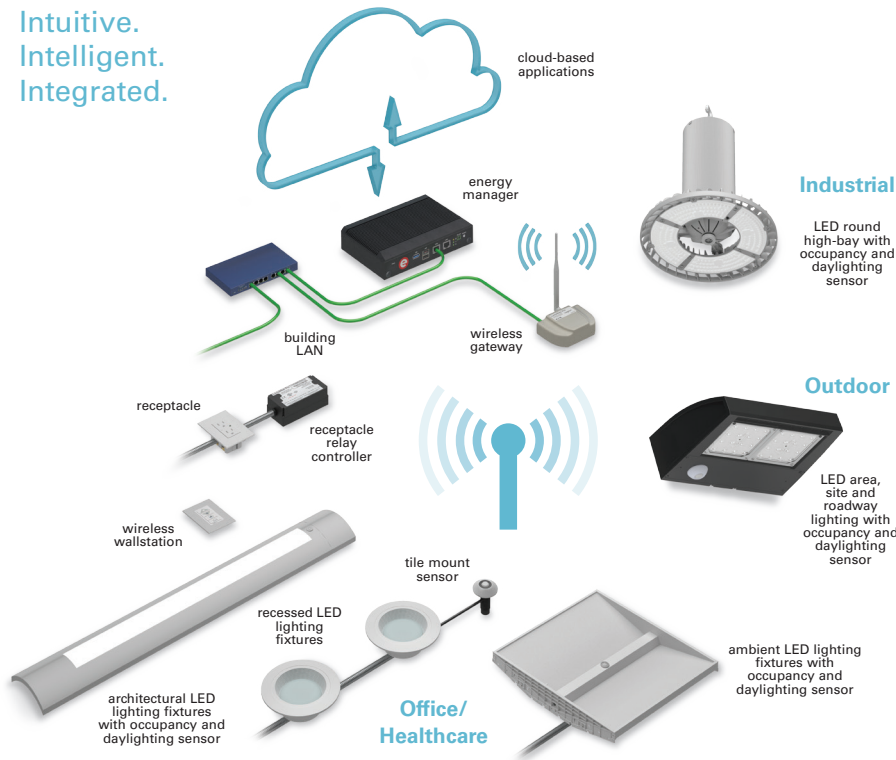 Intuitive.
Intelligent.
Integrated.
cloud-based
applications
energy
manager
Industrial
LED round
high-bay with
occupancy and
daylighting
sensor
building
LAN
wireless
gateway
receptacle
receptacle
relay
controller
Outdoor
LED area,
site and
roadway
lighting with
occupancy and
daylighting
sensor
wireless
wallstation
tile mount
sensor
recessed LED
lighting
fixtures
ambient LED lighting
fixtures with
occupancy and
daylighting sensor
architectural LED
lighting fixtures
with occupancy and
daylighting sensor
Office/
Healthcare